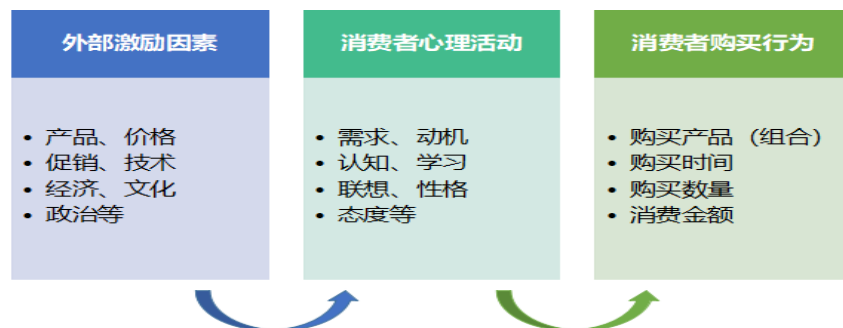 外部激励因素
• 产品、价格
• 促销、技术
• 经济、文化
• 政治等
消费者心理活动
• 需求、动机
• 认知、学习
• 联想、性格
• 态度等
消费者购买行为
• 购买产品（组合）
• 购买时间
• 购买数量
• 消费金额